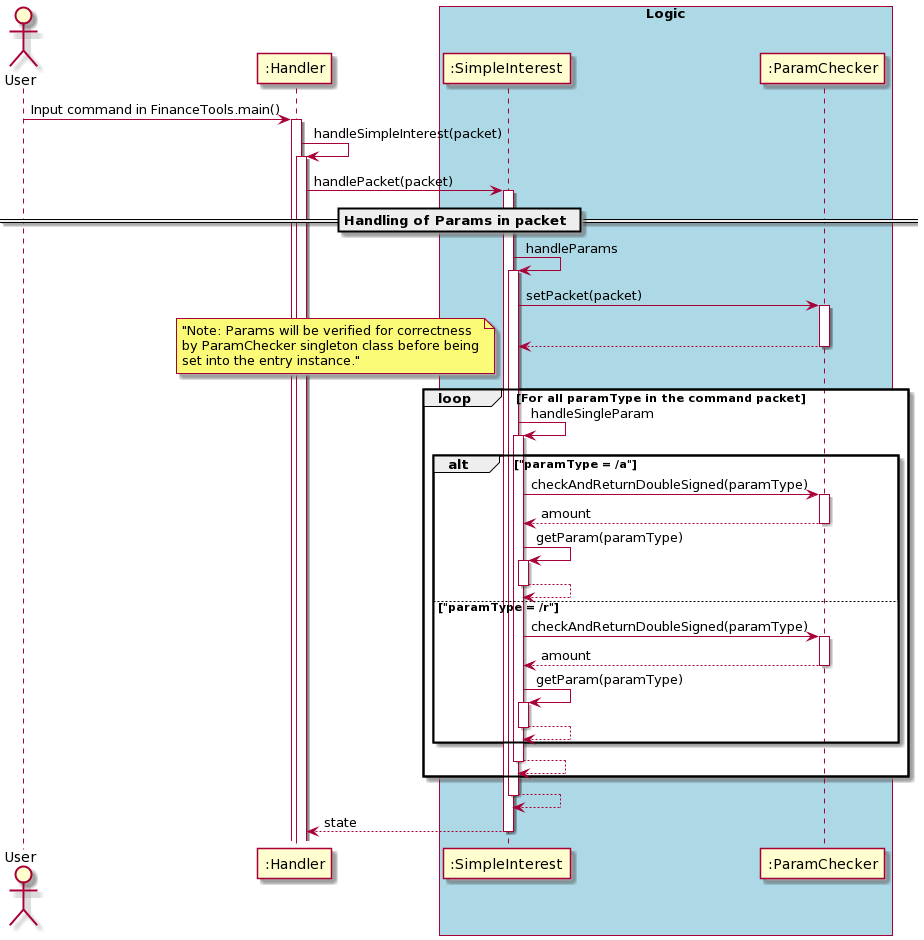 Logic
User
:Handler
:SimpleInterest
:ParamChecker
Input command in FinanceTools.main()
handleSimpleInterest(packet)
handlePacket(packet)
Handling of Params in packet
handleParams
setPacket(packet)
"Note: Params will be verified for correctness
by ParamChecker singleton class before being
set into the entry instance."
loop
[For all paramType in the command packet]
handleSingleParam
alt
["paramType = /a"]
checkAndReturnDoubleSigned(paramType)
amount
getParam(paramType)
["paramType = /r"]
checkAndReturnDoubleSigned(paramType)
amount
getParam(paramType)
state
User
:Handler
:SimpleInterest
:ParamChecker